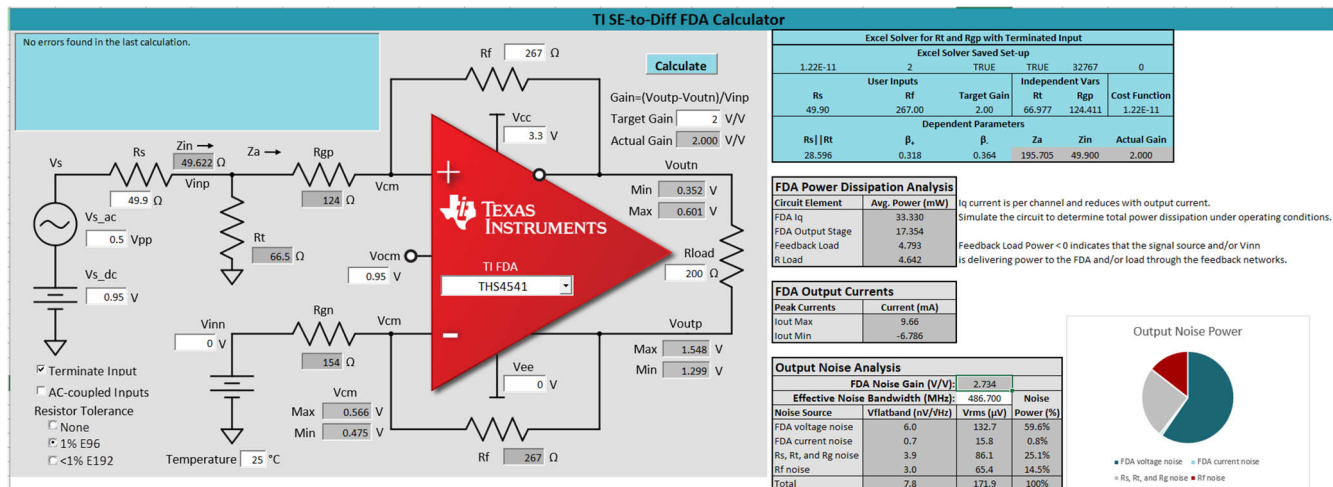 TI SE-to-Diff FDA Calculator
No errors found in the last calculation.
Rf 267 Ω
Calculate
Gain=(Voutp-Voutn)/Vinp
Target Gain 2 V/V
Actual Gain 2.000 V/V
Vcc
3.3 V
Vs
Rs
49.9 Ω
Zin
49.622 Ω
Vinp
Za
Rgp
124 Ω
Vcm
Voutn
Min 0.352 V
Max 0.601 V
Vs_ac
0.5 Vpp
Rt
66.5 Ω
TEXAS
INSTRUMENTS
Vocm
0.95 V
TI FDA
THS4541
Rload
200 Ω
Vs_dc
0.95 V
Vinn
0 V
Rgn
154 Ω
Vcm
Voutp
Max 1.548 V
Min 1.299 V
Vee
0 V
Vcm
Max 0.566 V
Min 0.475 V
Terminate Input
AC-coupled Inputs
Resistor Tolerance
None
1% E96
<1% E192
Temperature 25 °C
Rf 267 Ω
Excel Solver for Rt and Rgp with Terminated Input
Excel Solver Saved Set-up
1.22E-11 2 TRUE TRUE 32767 0
User Inputs Independent Vars
Rs Rf Target Gain Rt Rgp Cost Function
49.90 267.00 2.00 66.977 124.411 1.22E-11
Dependent Parameters
Rs||Rt β+ β- Za Zin Actual Gain
28.596 0.318 0.364 195.705 49.900 2.000
FDA Power Dissipation Analysis
Circuit Element Avg. Power (mW) Iq current is per channel and reduces with output current.
FDA Iq 33.330 Simulate the circuit to determine total power dissipation under operating conditions.
FDA Output Stage 17.354
Feedback Load 4.793 Feedback Load Power < 0 indicates that the signal source and/or Vinn
R Load 4.642 is delivering power to the FDA and/or load through the feedback networks.
FDA Output Currents
Peak Currents Current (mA)
Iout Max 9.66
Iout Min -6.786
Output Noise Analysis
FDA Noise Gain (V/V): 2.734
Effective Noise Bandwidth (MHz): 486.700 Noise
Noise Source Vflatband (nV/√Hz) Vrms (µV) Power (%)
FDA voltage noise 6.0 132.7 59.6%
FDA current noise 0.7 15.8 0.8%
Rs, Rt, and Rg noise 3.9 86.1 25.1%
Rf noise 3.0 65.4 14.5%
Total 7.8 171.9 100%
Output Noise Power
FDA voltage noise FDA current noise
Rs, Rt, and Rg noise Rf noise